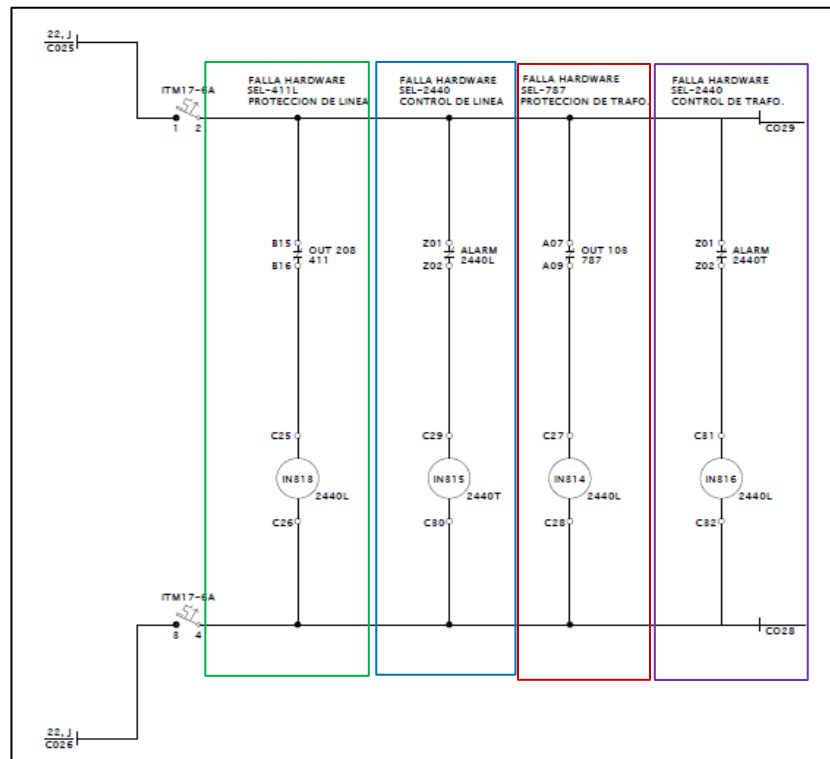 22, J
C025
ITM17-6A
1 2
FALLA HARDWARE
SEL-411L
PROTECCION DE LINEA
FALLA HARDWARE
SEL-2440
CONTROL DE LINEA
FALLA HARDWARE
SEL-787
PROTECCION DE TRAFO.
FALLA HARDWARE
SEL-2440
CONTROL DE TRAFO.
CO29
B15
B16
OUT 208
411
Z01
Z02
ALARM
2440L
A07
A09
OUT 108
787
Z01
Z02
ALARM
2440T
C25
IN818
2440L
C26
C29
IN815
2440T
C80
C27
IN814
2440L
C28
C81
IN816
2440L
C82
ITM17-6A
8 4
CO28
22, J
C026